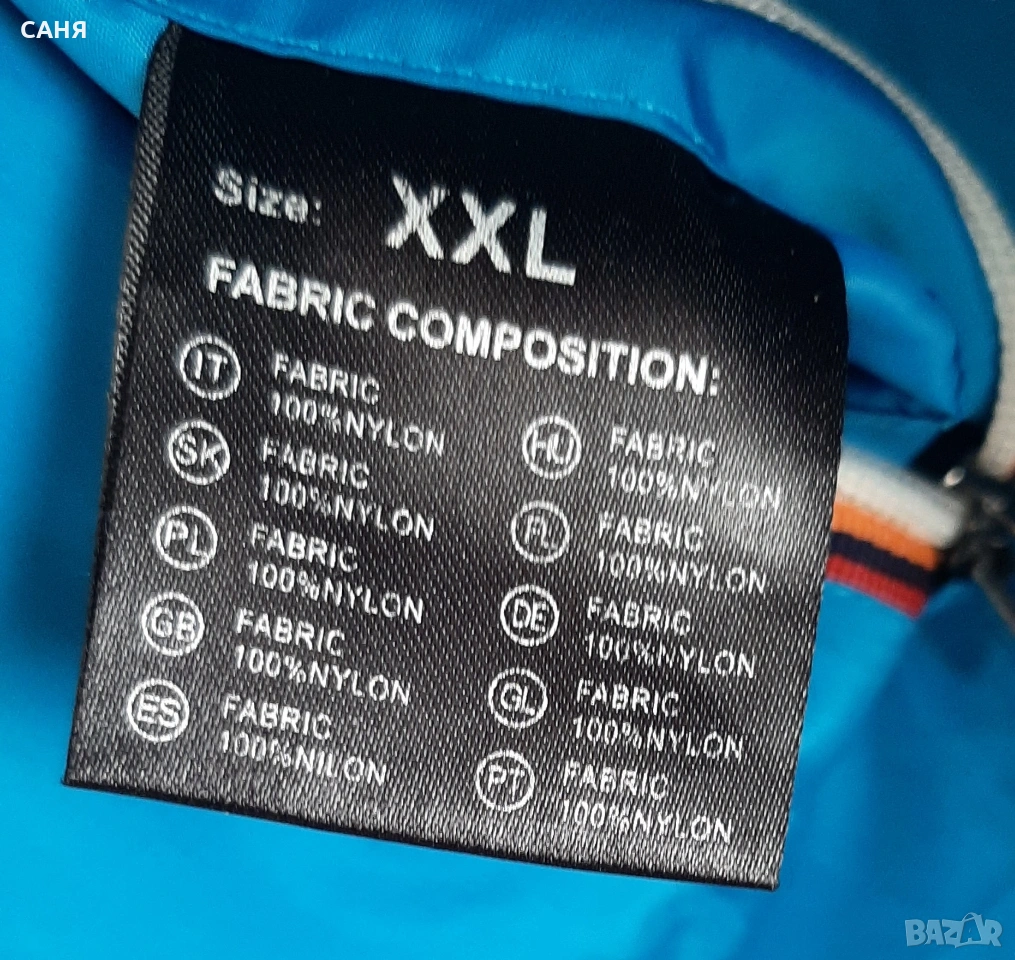 САНЯ
Size: XXL
FABRIC COMPOSITION:
IT FABRIC
100%NYLON
SK FABRIC
100%NYLON
PL FABRIC
100%NYLON
GB FABRIC
100%NYLON
ES FABRIC
100%NILON
HU FABRIC
100%NYLON
PL FABRIC
100%NYLON
DE FABRIC
100%NYLON
GL FABRIC
100%NYLON
PT FABRIC
100%NYLON
BAZAR